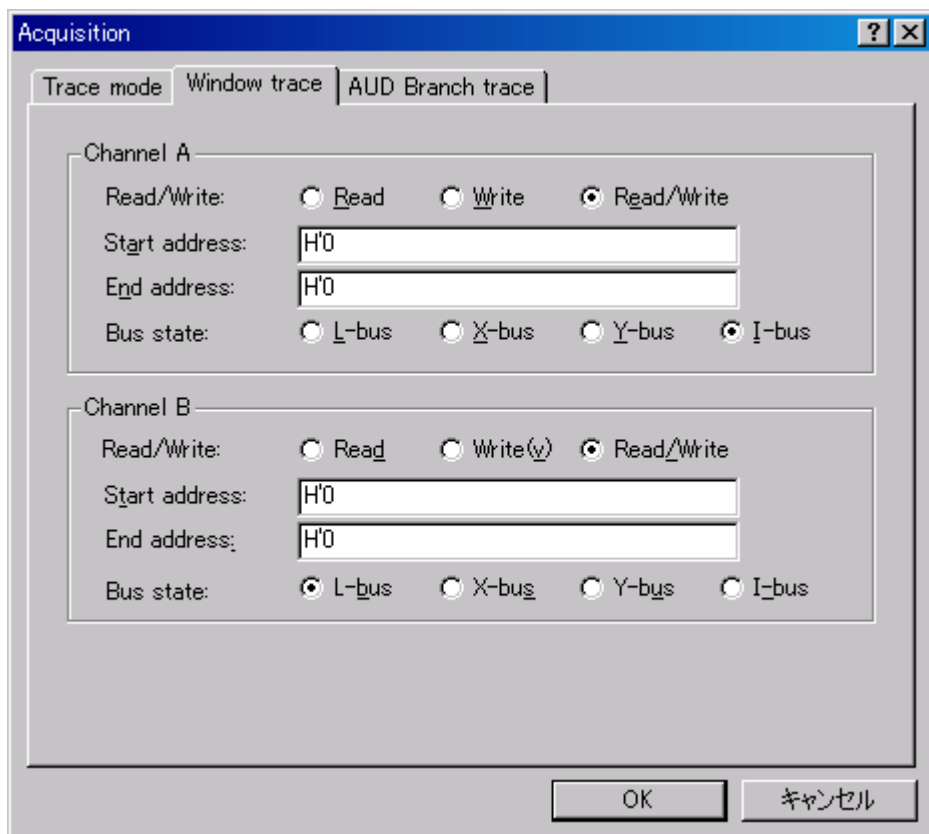 Acquisition
Trace mode Window trace AUD Branch trace
Channel A
Read/Write: Read Write Read/Write
Start address: H'0
End address: H'0
Bus state: L-bus X-bus Y-bus I-bus
Channel B
Read/Write: Read Write(v) Read/Write
Start address: H'0
End address: H'0
Bus state: L-bus X-bus Y-bus I-bus
OK キャンセル